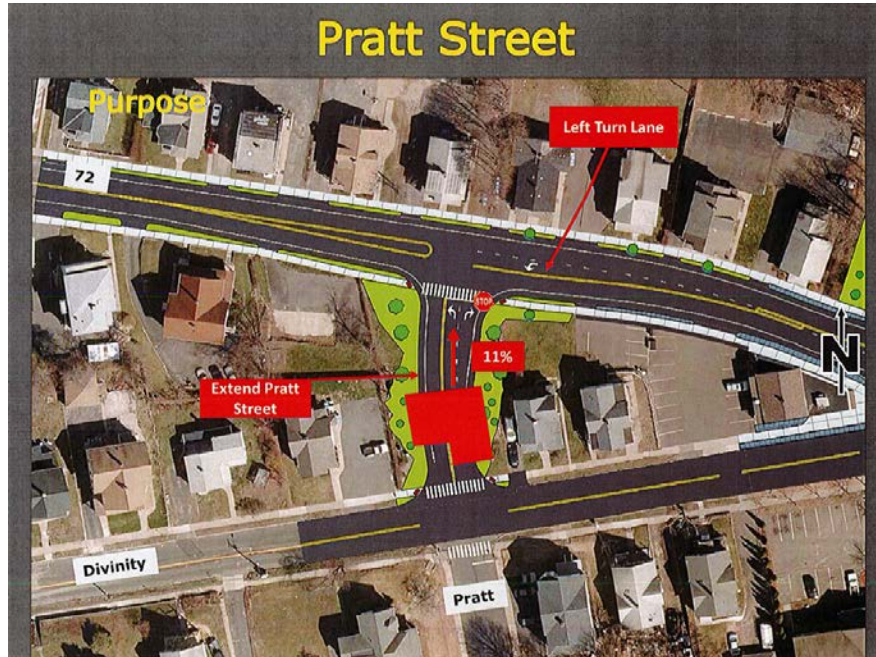 Pratt Street
Purpose
Left Turn Lane
72
STOP
11%
N
Extend Pratt
Street
Divinity
Pratt